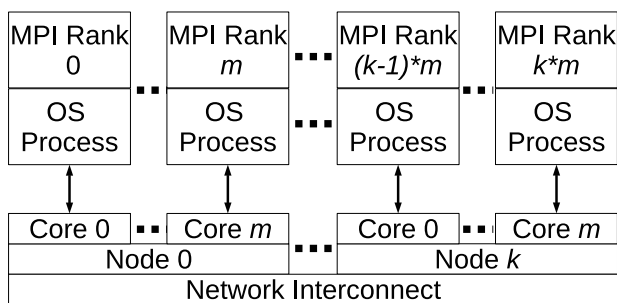 MPI Rank 0
MPI Rank m
MPI Rank (k-1)*m
MPI Rank k*m
OS Process
OS Process
OS Process
OS Process
Core 0
Core m
Core 0
Core m
Node 0
Node k
Network Interconnect